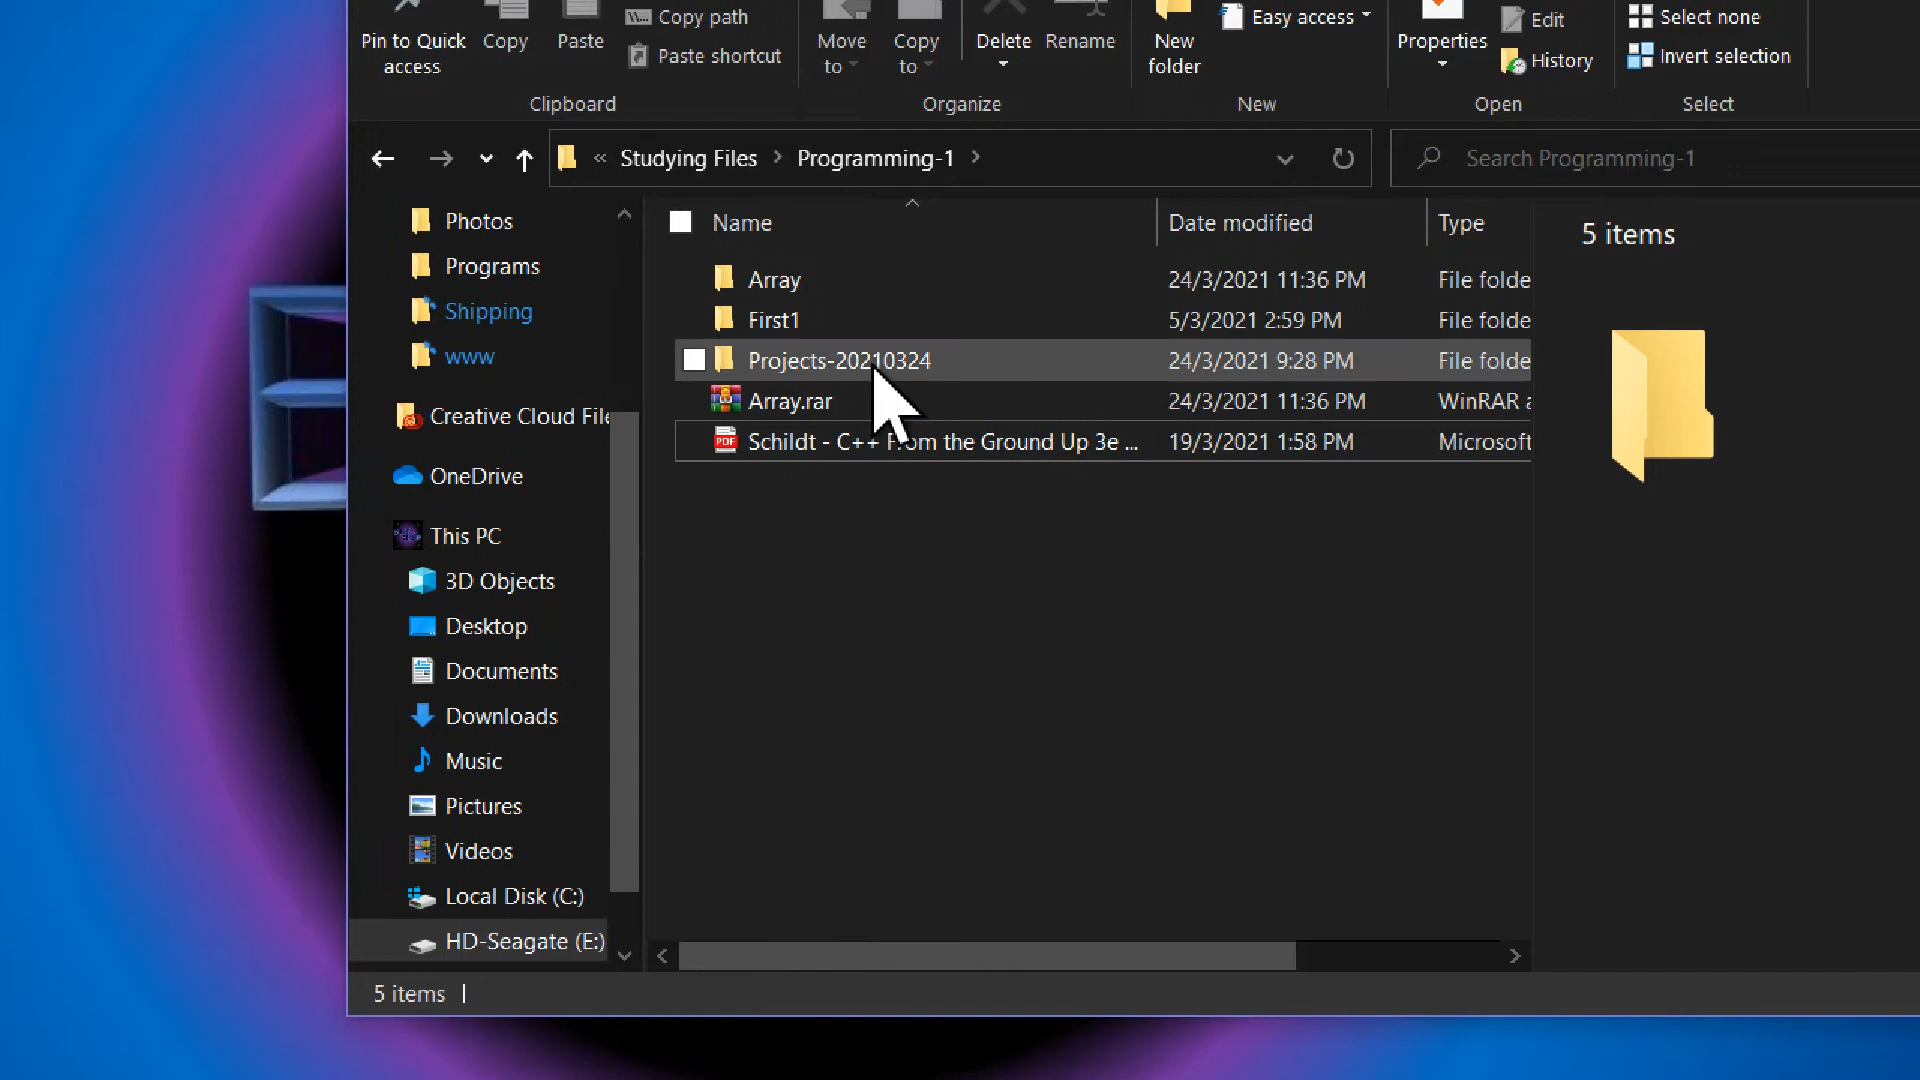 Pin to Quick access
Copy
Paste
Copy path
Paste shortcut
Move to
Copy to
Delete
Rename
New folder
Easy access
Properties
Edit
History
Select none
Invert selection
Clipboard
Organize
New
Open
Select
« Studying Files > Programming-1 >
Search Programming-1
Photos
Programs
Shipping
www
Creative Cloud File
OneDrive
This PC
3D Objects
Desktop
Documents
Downloads
Music
Pictures
Videos
Local Disk (C:)
HD-Seagate (E:)
Name Date modified Type
Array 24/3/2021 11:36 PM File folde
First1 5/3/2021 2:59 PM File folde
Projects-20210324 24/3/2021 9:28 PM File folde
Array.rar 24/3/2021 11:36 PM WinRAR a
PDF Schildt - C++ From the Ground Up 3e ... 19/3/2021 1:58 PM Microsoft
5 items
5 items